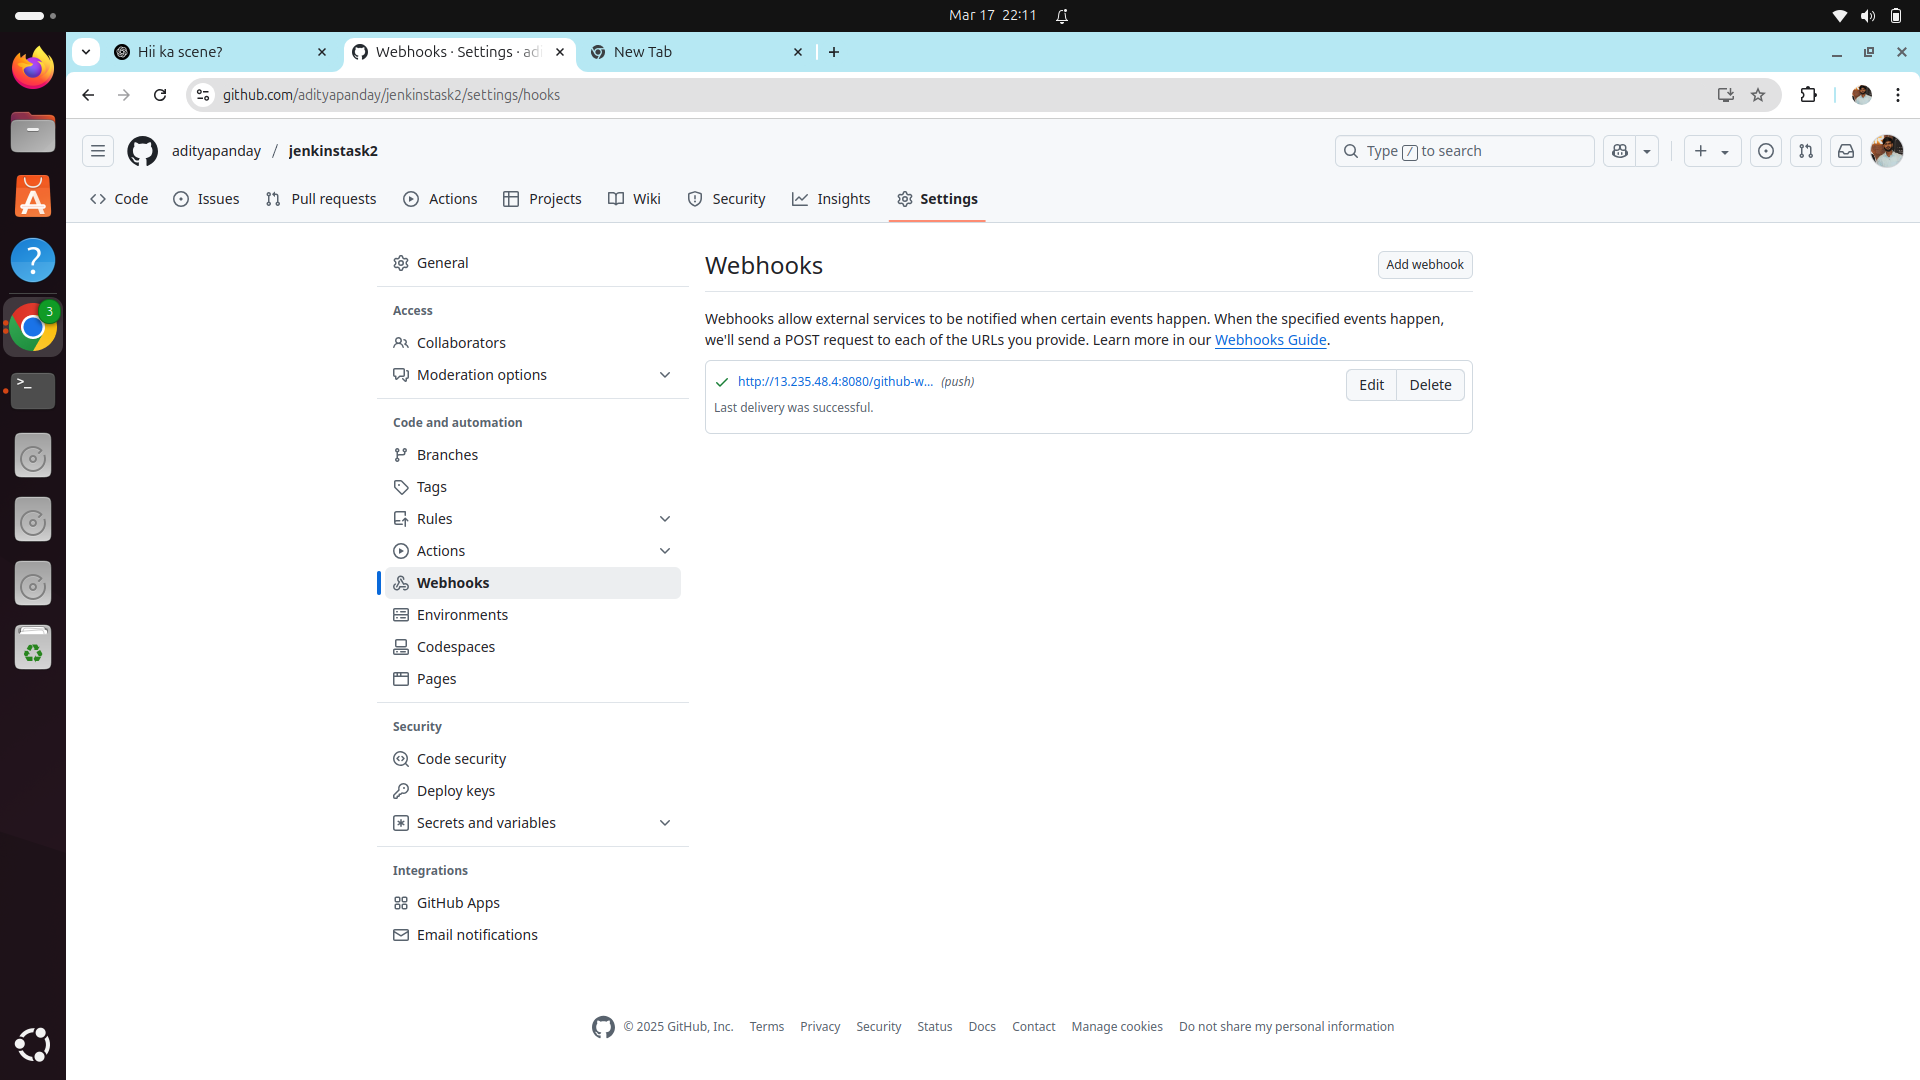 Mar 17 22:11
Hii ka scene?
Webhooks · Settings · adi
New Tab
github.com/adityapanday/jenkinstask2/settings/hooks
adityapanday / jenkinstask2
Type / to search
Code
Issues
Pull requests
Actions
Projects
Wiki
Security
Insights
Settings
General
Access
Collaborators
Moderation options
Code and automation
Branches
Tags
Rules
Actions
Webhooks
Environments
Codespaces
Pages
Security
Code security
Deploy keys
Secrets and variables
Integrations
GitHub Apps
Email notifications
Webhooks
Add webhook
Webhooks allow external services to be notified when certain events happen. When the specified events happen,
we'll send a POST request to each of the URLs you provide. Learn more in our Webhooks Guide.
http://13.235.48.4:8080/github-w... (push)
Edit
Delete
Last delivery was successful.
3
© 2025 GitHub, Inc.
Terms
Privacy
Security
Status
Docs
Contact
Manage cookies
Do not share my personal information